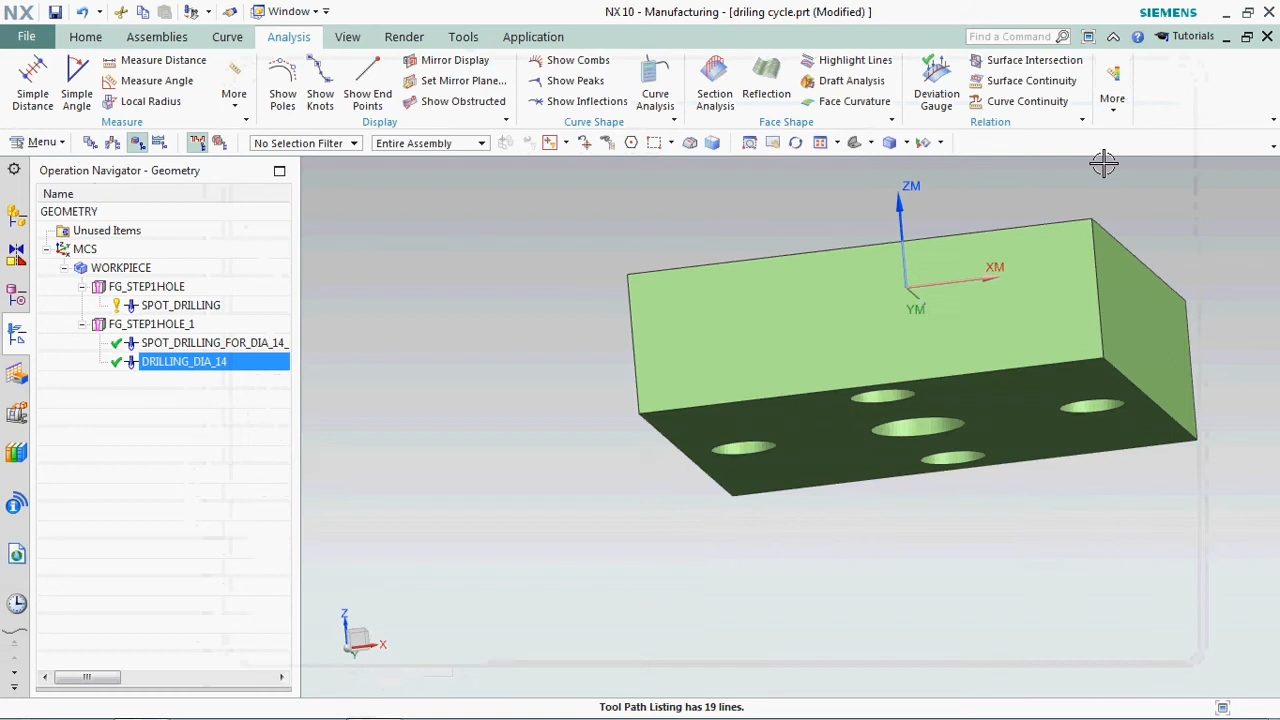 NX
Window
NX 10 - Manufacturing - [driling cycle.prt (Modified) ]
SIEMENS
File
Home
Assemblies
Curve
Analysis
View
Render
Tools
Application
Find a Command
Tutorials
Simple Distance
Simple Angle
Measure Distance
Measure Angle
Local Radius
More
Measure
Show Poles
Show Knots
Show End Points
Mirror Display
Set Mirror Plane...
Show Obstructed
Display
Show Combs
Show Peaks
Show Inflections
Curve Analysis
Curve Shape
Section Analysis
Reflection
Highlight Lines
Draft Analysis
Face Curvature
Face Shape
Deviation Gauge
Surface Intersection
Surface Continuity
Curve Continuity
Relation
More
Menu
No Selection Filter
Entire Assembly
Operation Navigator - Geometry
Name
GEOMETRY
Unused Items
MCS
WORKPIECE
FG_STEP1HOLE
SPOT_DRILLING
FG_STEP1HOLE_1
SPOT_DRILLING_FOR_DIA_14_
DRILLING_DIA_14
ZM
XM
YM
Z
X
Y
Tool Path Listing has 19 lines.